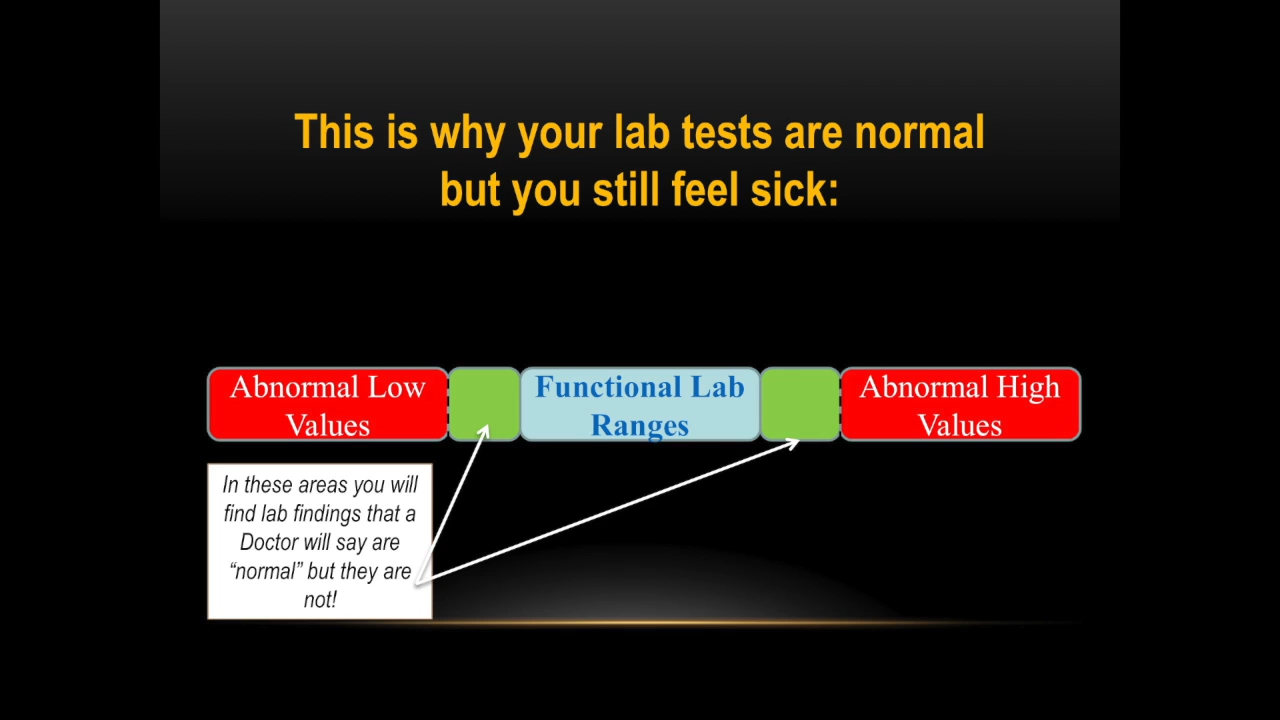 This is why your lab tests are normal
but you still feel sick:
Abnormal Low
Values
Functional Lab
Ranges
Abnormal High
Values
In these areas you will
find lab findings that a
Doctor will say are
“normal” but they are
not!